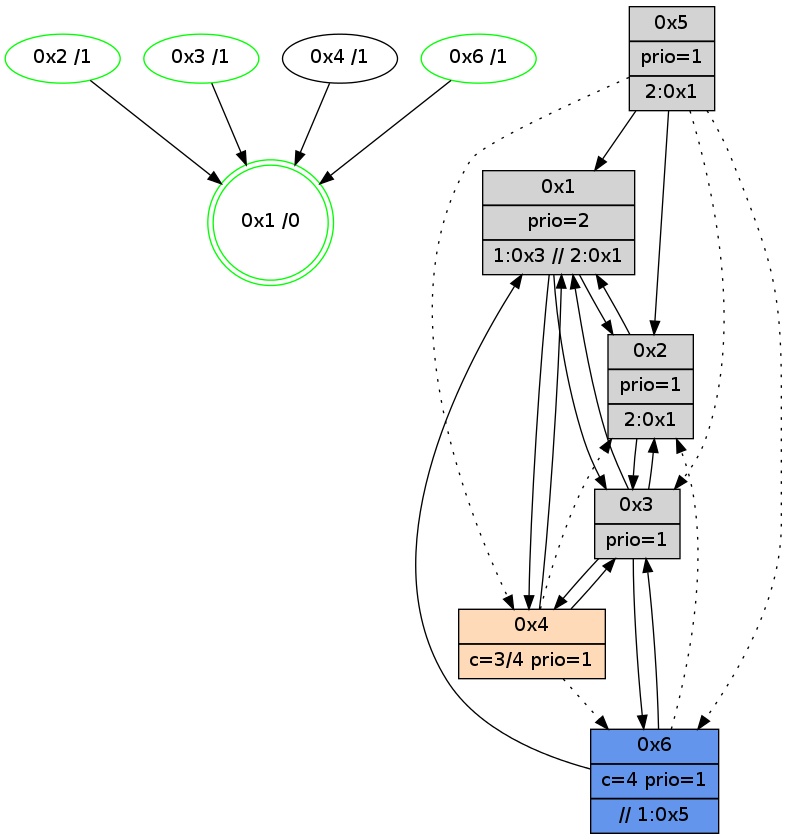 0x2 /1
0x3 /1
0x4 /1
0x6 /1
0x1 /0
0x5
prio=1
2:0x1
0x1
prio=2
1:0x3 // 2:0x1
0x2
prio=1
2:0x1
0x3
prio=1
0x4
c=3/4 prio=1
0x6
c=4 prio=1
// 1:0x5